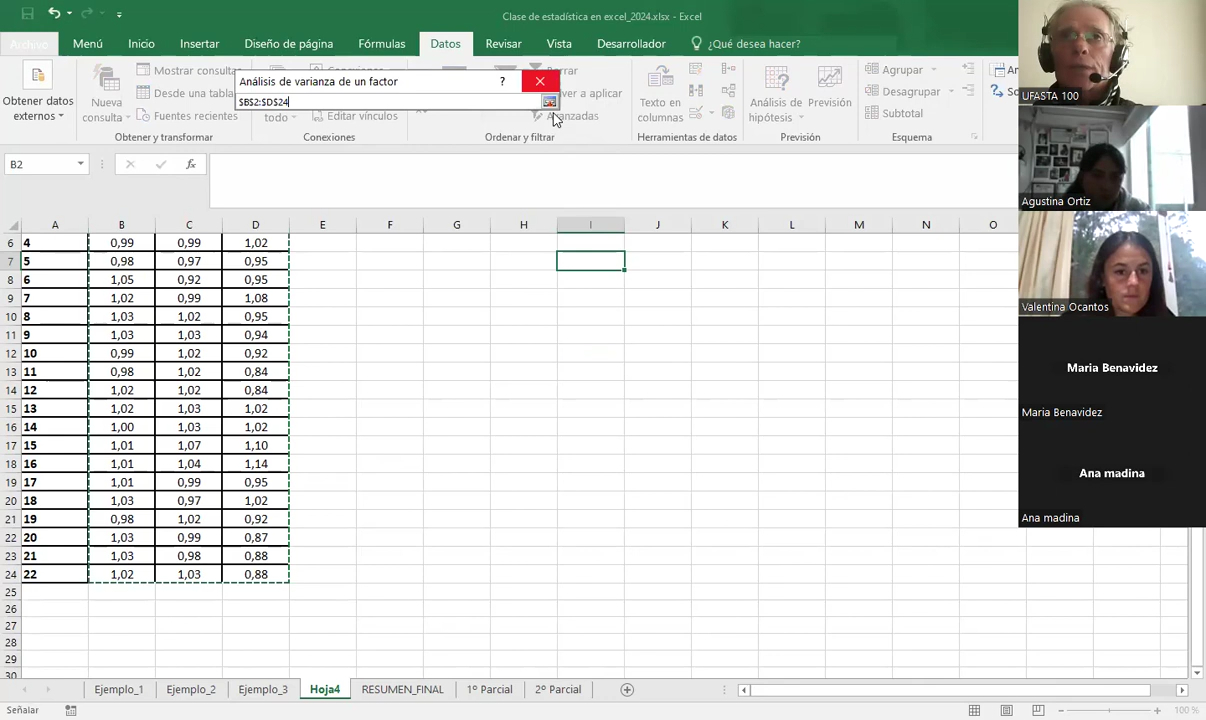 Clase de estadística en excel_2024.xlsx - Excel
Archivo Menú Inicio Insertar Diseño de página Fórmulas Datos Revisar Vista Desarrollador ¿Qué desea hacer?
Obtener datos externos
Nueva consulta
Mostrar consultas
Desde una tabla
Fuentes recientes
Obtener y transformar
Editar vínculos
Conexiones
Borrar
Avanzadas
Ordenar y filtrar
Texto en columnas
Herramientas de datos
Análisis de hipótesis
Previsión
Previsión
Agrupar
Desagrupar
Subtotal
Esquema
Análisis de varianza de un factor ?
$B$2:$D$24
B2 fx
A B C D E F G H I J K L M N O
6 4 0,99 0,99 1,02
7 5 0,98 0,97 0,95
8 6 1,05 0,92 0,95
9 7 1,02 0,99 1,08
10 8 1,03 1,02 0,95
11 9 1,03 1,03 0,94
12 10 0,99 1,02 0,92
13 11 0,98 1,02 0,84
14 12 1,02 1,02 0,84
15 13 1,02 1,03 1,02
16 14 1,00 1,03 1,02
17 15 1,01 1,07 1,10
18 16 1,01 1,04 1,14
19 17 1,01 0,99 0,95
20 18 1,03 0,97 1,02
21 19 0,98 1,02 0,92
22 20 1,03 0,99 0,87
23 21 1,03 0,98 0,88
24 22 1,02 1,03 0,88
25
26
27
28
29
30
Ejemplo_1 Ejemplo_2 Ejemplo_3 Hoja4 RESUMEN_FINAL 1º Parcial 2º Parcial
Señalar 100 %
UFASTA 100
Agustina Ortiz
Valentina Ocantos
Maria Benavidez
Maria Benavidez
Ana madina
Ana madina